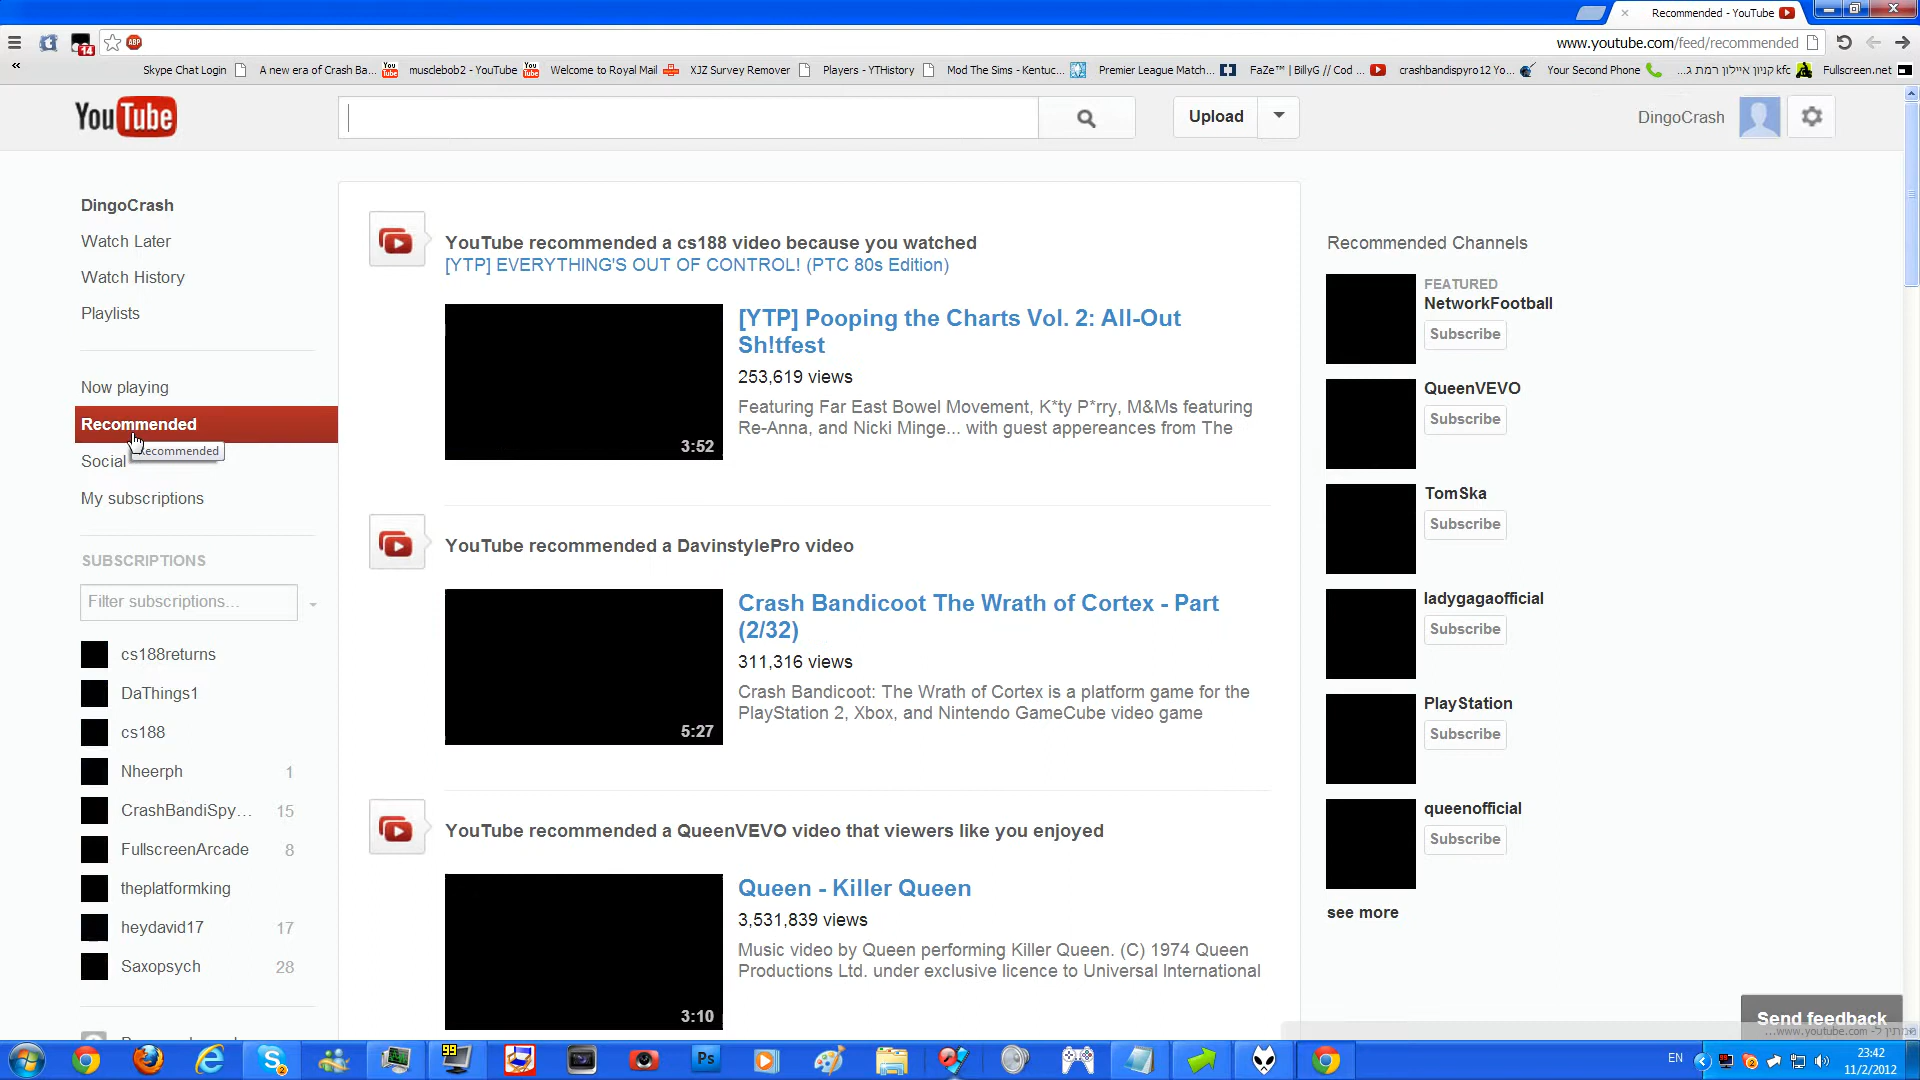 Recommended - YouTube
www.youtube.com/feed/recommended
ABP
14
«
Skype Chat Login
A new era of Crash Ba...
musclebob2 - YouTube
Welcome to Royal Mail
XJZ Survey Remover
Players - YTHistory
Mod The Sims - Kentuc...
Premier League Match...
FaZe™ | BillyG // Cod ...
crashbandispyro12 Yo...
Your Second Phone
קניון איילון רמת ג... kfc
Fullscreen.net
YouTube
Upload
DingoCrash
DingoCrash
Watch Later
Watch History
Playlists
Now playing
Recommended
Recommended
Social
My subscriptions
SUBSCRIPTIONS
Filter subscriptions...
cs188returns
DaThings1
cs188
Nheerph 1
CrashBandiSpy... 15
FullscreenArcade 8
theplatformking
heydavid17 17
Saxopsych 28
YouTube recommended a cs188 video because you watched
[YTP] EVERYTHING'S OUT OF CONTROL! (PTC 80s Edition)
3:52
[YTP] Pooping the Charts Vol. 2: All-Out
Sh!tfest
253,619 views
Featuring Far East Bowel Movement, K*ty P*rry, M&Ms featuring
Re-Anna, and Nicki Minge... with guest appereances from The
YouTube recommended a DavinstylePro video
5:27
Crash Bandicoot The Wrath of Cortex - Part
(2/32)
311,316 views
Crash Bandicoot: The Wrath of Cortex is a platform game for the
PlayStation 2, Xbox, and Nintendo GameCube video game
YouTube recommended a QueenVEVO video that viewers like you enjoyed
3:10
Queen - Killer Queen
3,531,839 views
Music video by Queen performing Killer Queen. (C) 1974 Queen
Productions Ltd. under exclusive licence to Universal International
Recommended Channels
FEATURED
NetworkFootball
Subscribe
QueenVEVO
Subscribe
TomSka
Subscribe
ladygagaofficial
Subscribe
PlayStation
Subscribe
queenofficial
Subscribe
see more
Send feedback
ממתין ל- www.youtube.com...
99
Ps
2
EN
23:42
11/2/2012